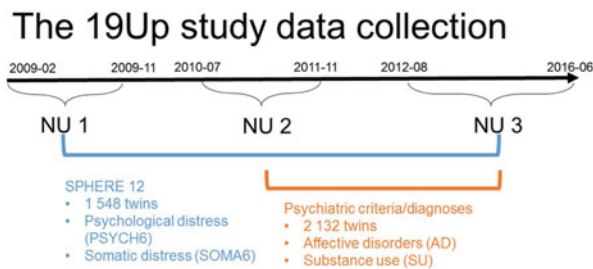 The 19Up study data collection
2009-02 2009-11 2010-07 2011-11 2012-08 2016-06
NU 1 NU 2 NU 3
SPHERE 12
• 1 548 twins
• Psychological distress
(PSYCH6)
• Somatic distress (SOMA6)
Psychiatric criteria/diagnoses
• 2 132 twins
• Affective disorders (AD)
• Substance use (SU)